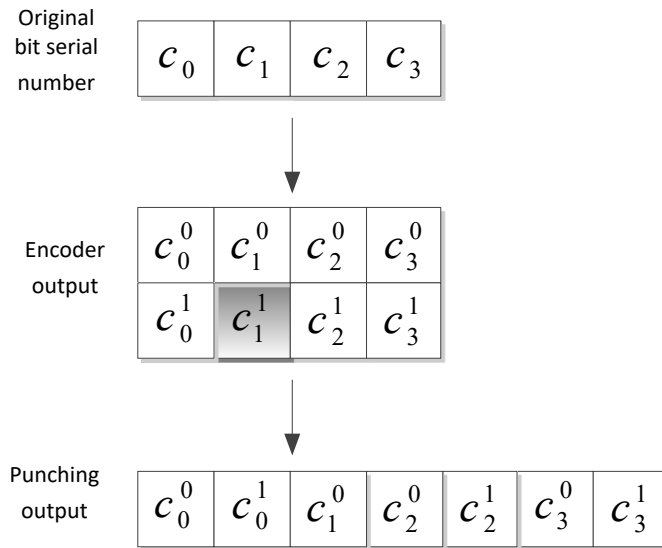 Original
bit serial
number
c₀ c₁ c₂ c₃
Encoder
output
c₀⁰ c₁⁰ c₂⁰ c₃⁰
c₀¹ c₁¹ c₂¹ c₃¹
Punching
output
c₀⁰ c₀¹ c₁⁰ c₂⁰ c₂¹ c₃⁰ c₃¹